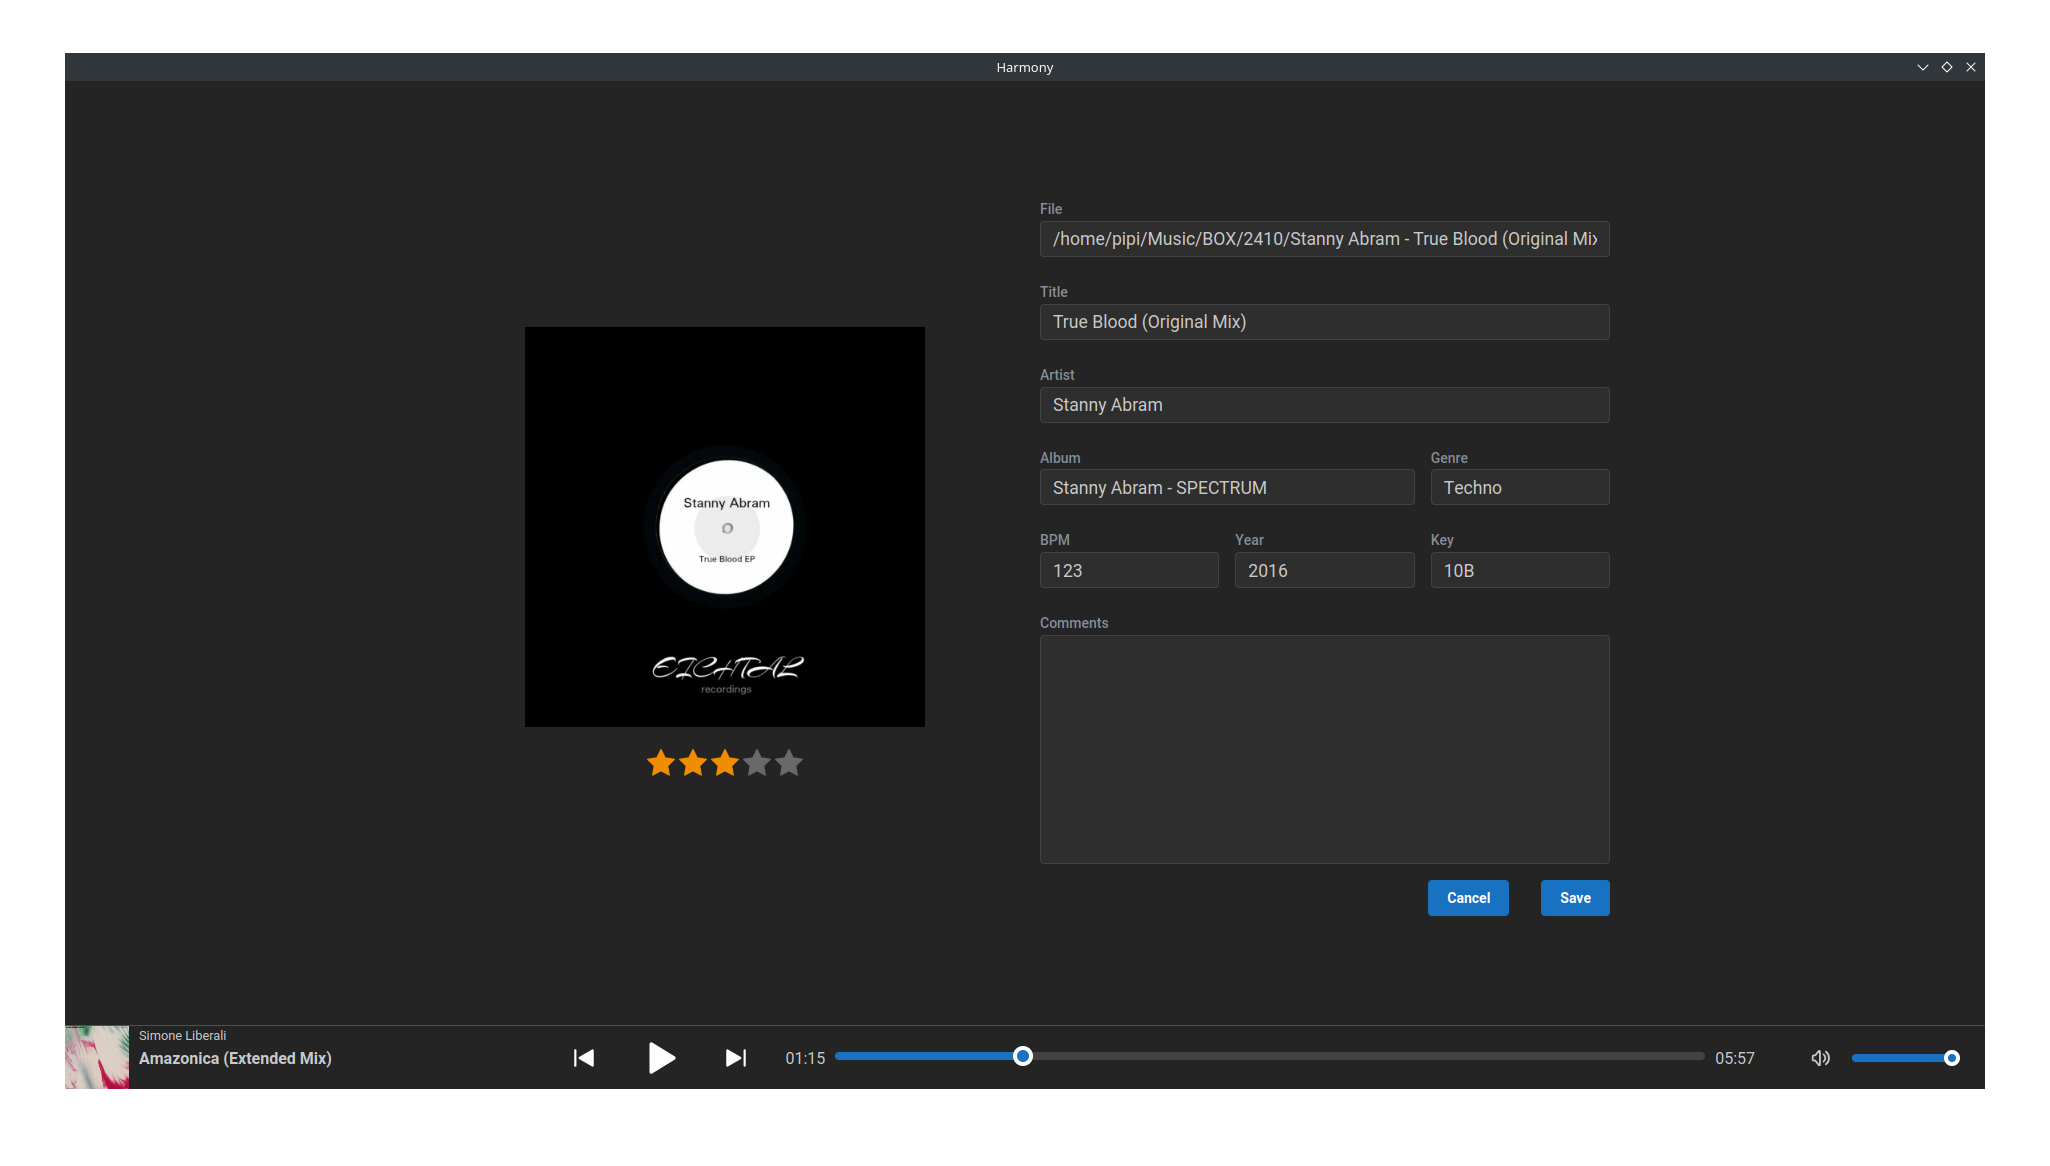 Harmony
File
/home/pipi/Music/BOX/2410/Stanny Abram - True Blood (Original Mix
Title
True Blood (Original Mix)
Artist
Stanny Abram
Album
Genre
Stanny Abram - SPECTRUM
Techno
BPM
Year
Key
123
2016
10B
Comments
Cancel
Save
Stanny Abram
True Blood EP
EICHTAL
recordings
Simone Liberali
Amazonica (Extended Mix)
01:15
05:57